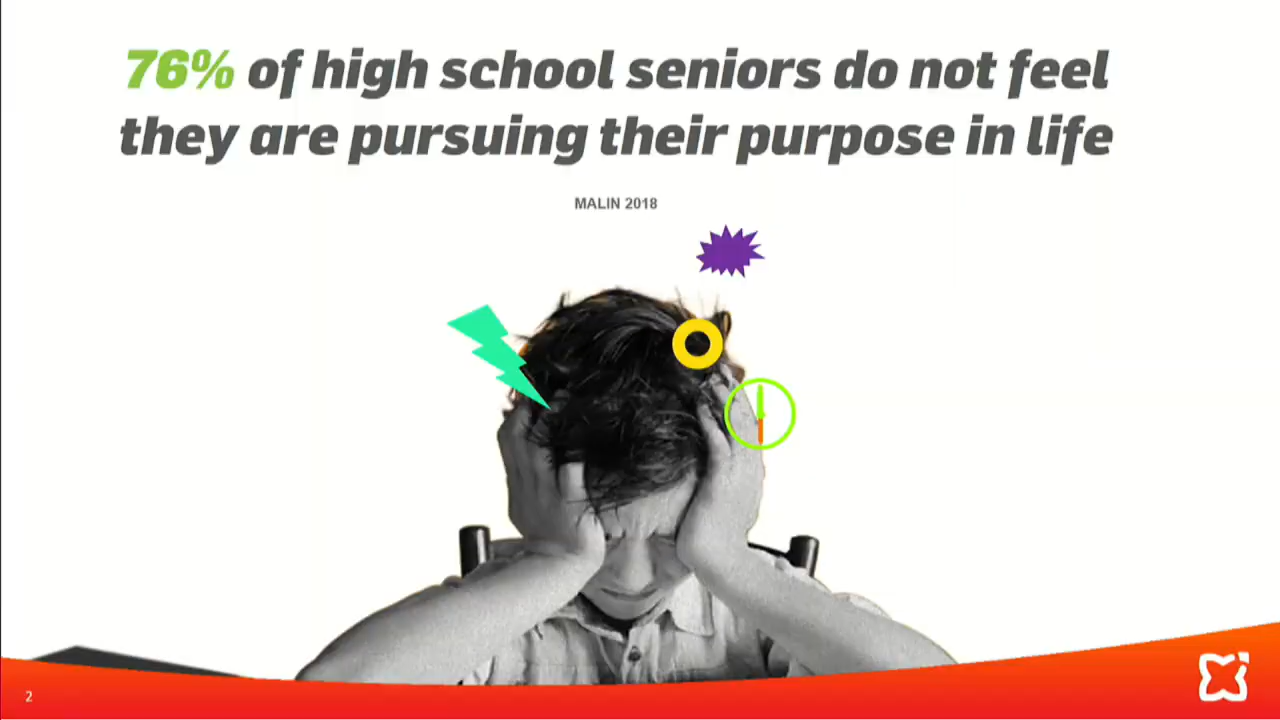 76% of high school seniors do not feel
they are pursuing their purpose in life
MALIN 2018
2